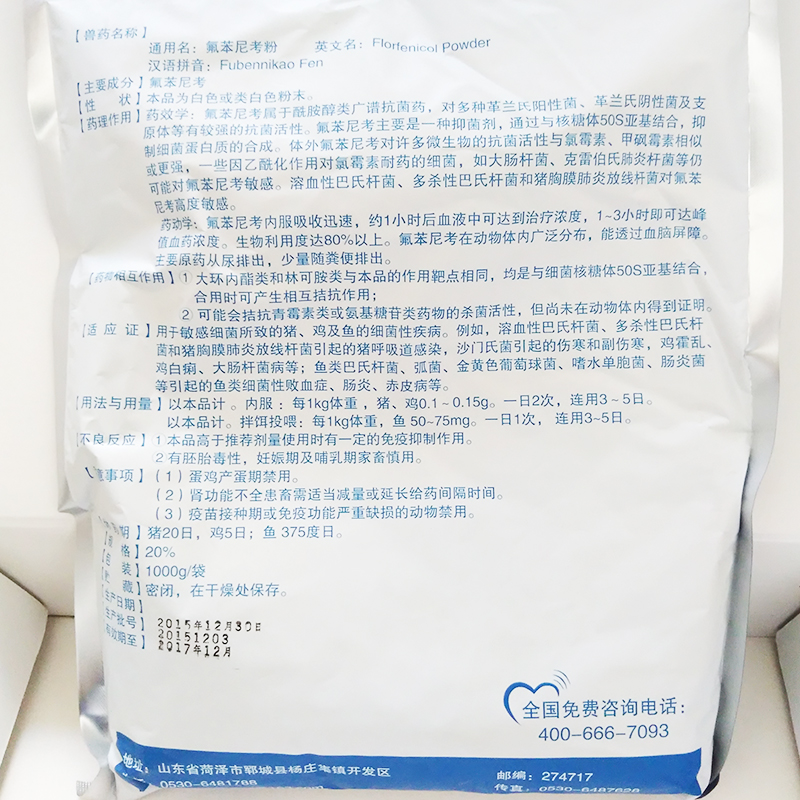 【兽药名称】
通用名：氟苯尼考粉 英文名：Florfenicol Powder
汉语拼音：Fubennikao Fen
【主要成分】氟苯尼考
【性 状】本品为白色或类白色粉末。
【药理作用】药效学：氟苯尼考属于酰胺醇类广谱抗菌药，对多种革兰氏阳性菌、革兰氏阴性菌及支
原体等有较强的抗菌活性。氟苯尼考主要是一种抑菌剂，通过与核糖体50S亚基结合，抑
制细菌蛋白质的合成。体外氟苯尼考对许多微生物的抗菌活性与氯霉素、甲砜霉素相似
或更强，一些因乙酰化作用对氯霉素耐药的细菌，如大肠杆菌、克雷伯氏肺炎杆菌等仍
可能对氟苯尼考敏感。溶血性巴氏杆菌、多杀性巴氏杆菌和猪胸膜肺炎放线杆菌对氟苯
尼考高度敏感。
药动学：氟苯尼考内服吸收迅速，约1小时后血液中可达到治疗浓度，1~3小时即可达峰
值血药浓度。生物利用度达80%以上。氟苯尼考在动物体内广泛分布，能透过血脑屏障。
主要原药从尿排出，少量随粪便排出。
【药物相互作用】① 大环内酯类和林可胺类与本品的作用靶点相同，均是与细菌核糖体50S亚基结合，
合用时可产生相互拮抗作用；
② 可能会拮抗青霉素类或氨基糖苷类药物的杀菌活性，但尚未在动物体内得到证明。
【适 应 证】用于敏感细菌所致的猪、鸡及鱼的细菌性疾病。例如，溶血性巴氏杆菌、多杀性巴氏杆
菌和猪胸膜肺炎放线杆菌引起的猪呼吸道感染，沙门氏菌引起的伤寒和副伤寒，鸡霍乱、
鸡白痢、大肠杆菌病等；鱼类巴氏杆菌、弧菌、金黄色葡萄球菌、嗜水单胞菌、肠炎菌
等引起的鱼类细菌性败血症、肠炎、赤皮病等。
【用法与用量】以本品计 。内服：每1kg体重 ，猪、鸡0.1~0.15g。一日2次，连用3~5日。
以本品计。拌饵投喂：每1kg体重，鱼 50~75mg。一日1次， 连用3~5日。
【不良反应】1 本品高于推荐剂量使用时有一定的免疫抑制作用。
2 有胚胎毒性，妊娠期及哺乳期家畜慎用。
意事项】（1）蛋鸡产蛋期禁用。
（2）肾功能不全患畜需适当减量或延长给药间隔时间。
（3）疫苗接种期或免疫功能严重缺损的动物禁用。
期】猪20日，鸡5日；鱼 375度日。
格】20%
【包 装】1000g/袋
藏】密闭，在干燥处保存。
生产日期】
生产批号】 2015年12月30日
有效期至】 20151203
2017年12月
全国免费咨询电话：
400-666-7093
地址：山东省菏泽市郓城县杨庄集镇开发区 邮编：274717
0530-6481788 传真：0530-6487628